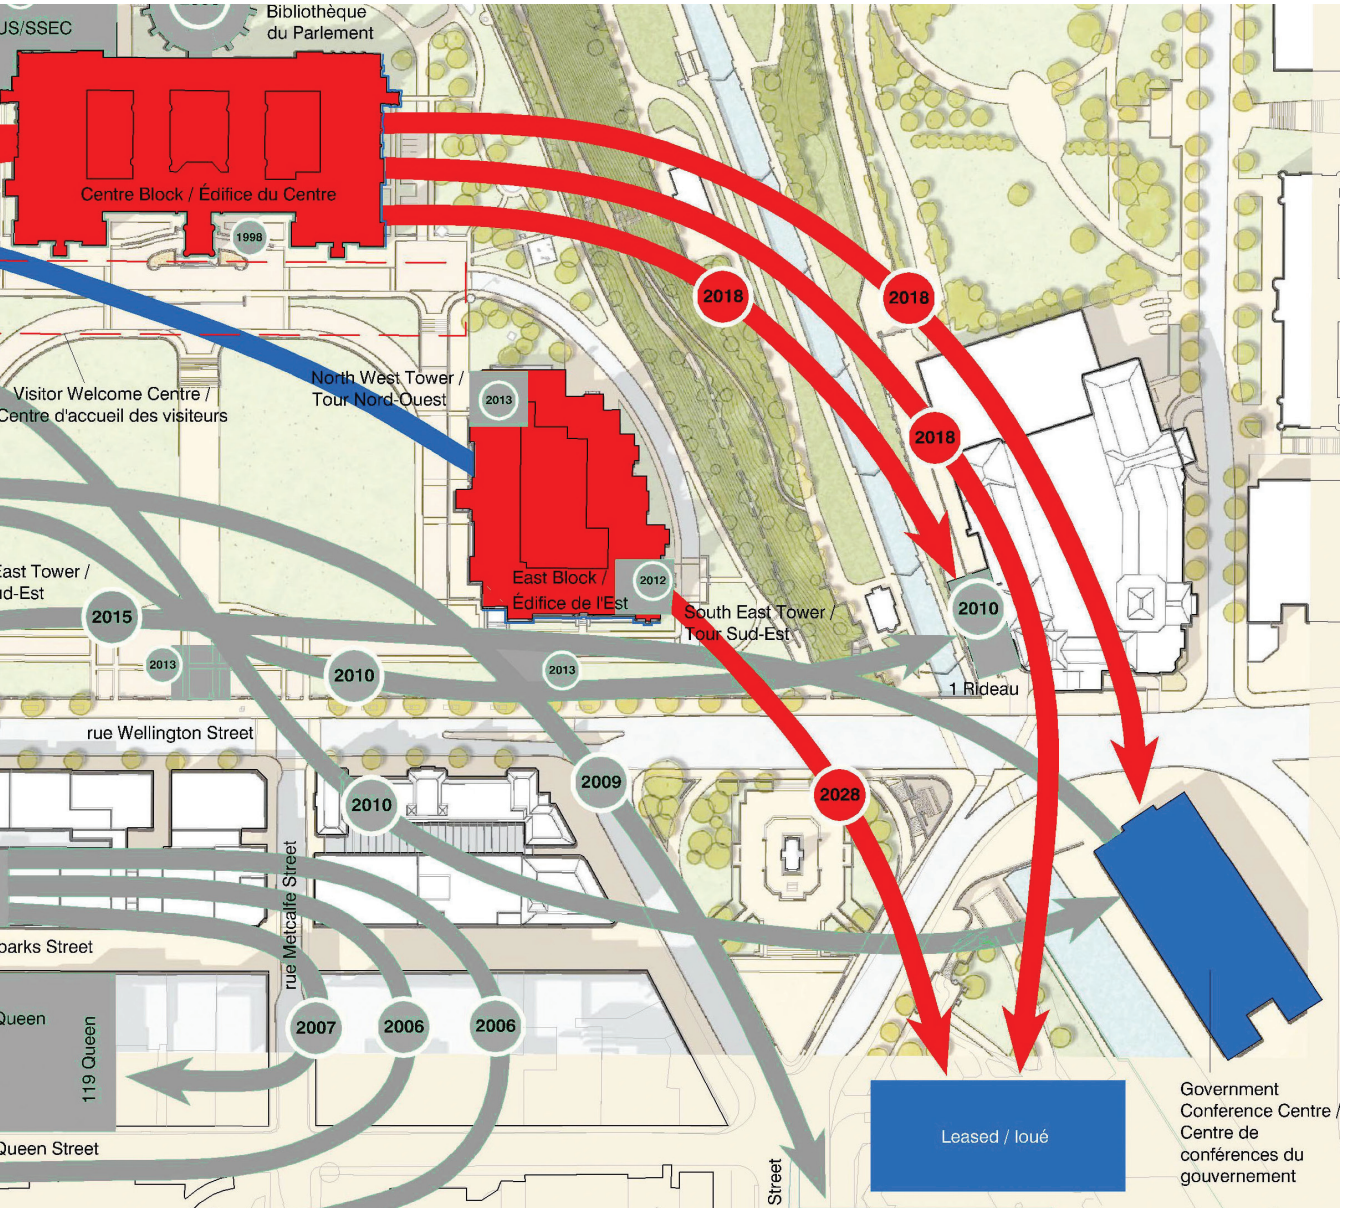 US/SSEC
Bibliothèque
du Parlement
Centre Block / Édifice du Centre
1998
2018
2018
2018
North West Tower /
Tour Nord-Ouest
2013
Visitor Welcome Centre /
Centre d'accueil des visiteurs
East Block /
Édifice de l'Est
2012
South East Tower /
Tour Sud-Est
East Tower /
ud-Est
2015
2013
2010
2013
2010
1 Rideau
rue Wellington Street
2010
2009
2028
rue Metcalfe Street
parks Street
Queen
119 Queen
2007
2006
2006
Queen Street
Street
Leased / loué
Government
Conference Centre /
Centre de
conférences du
gouvernement